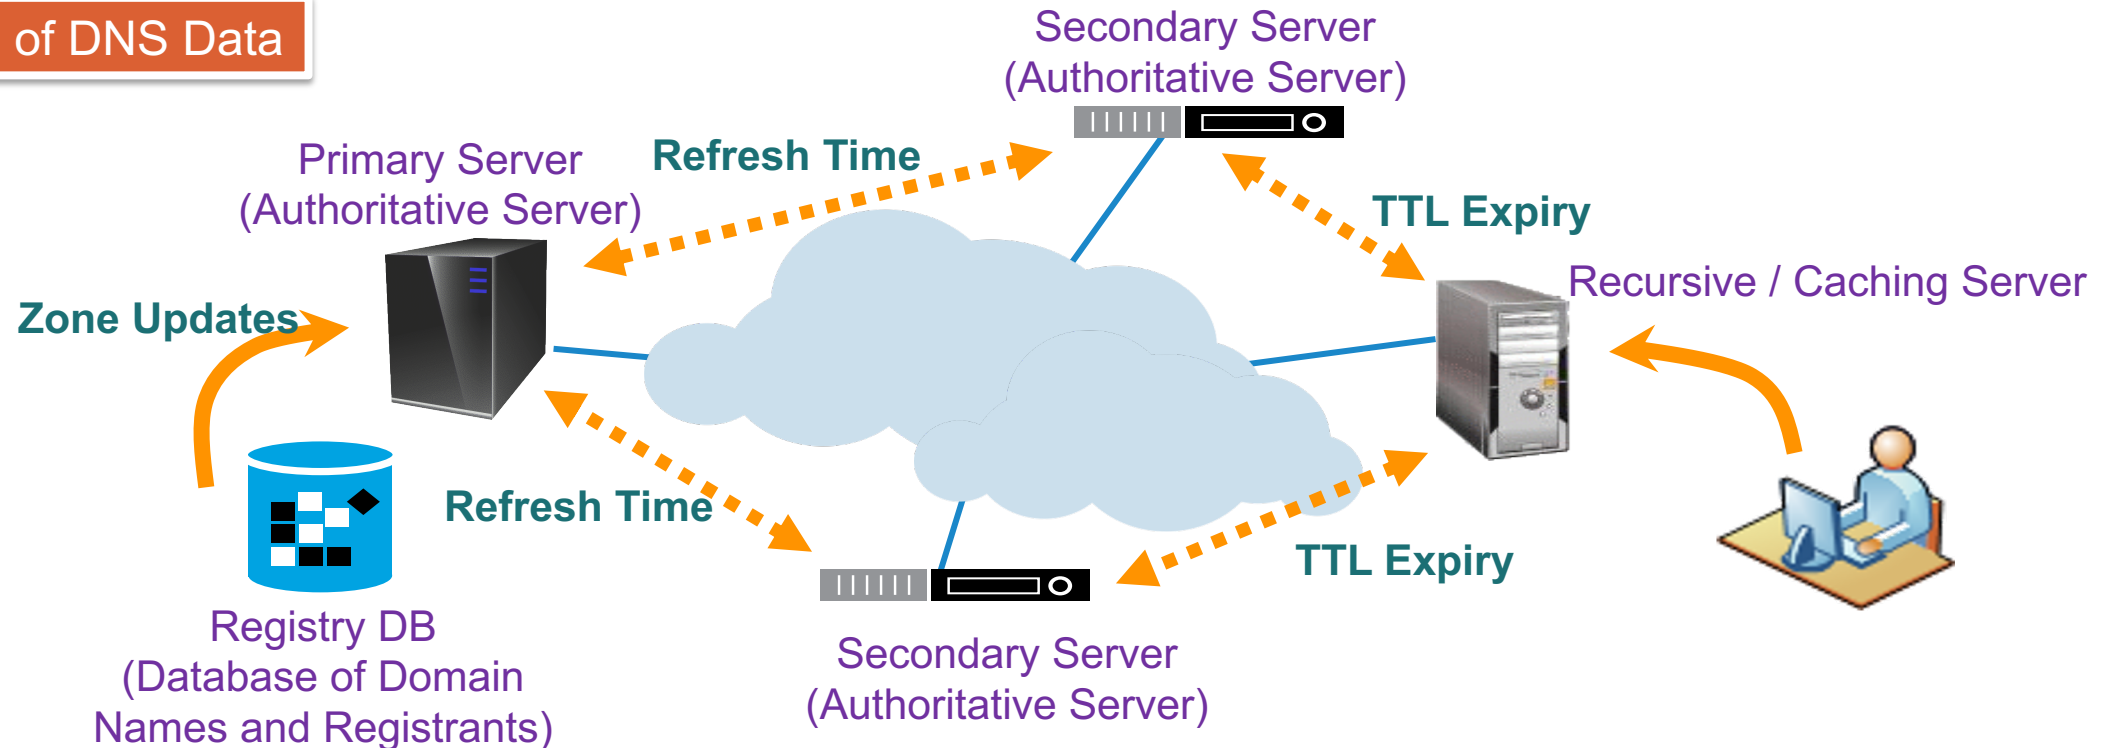 of DNS Data
Secondary Server
(Authoritative Server)
Primary Server
(Authoritative Server)
Refresh Time
TTL Expiry
Recursive / Caching Server
Zone Updates
Refresh Time
TTL Expiry
Registry DB
(Database of Domain
Names and Registrants)
Secondary Server
(Authoritative Server)